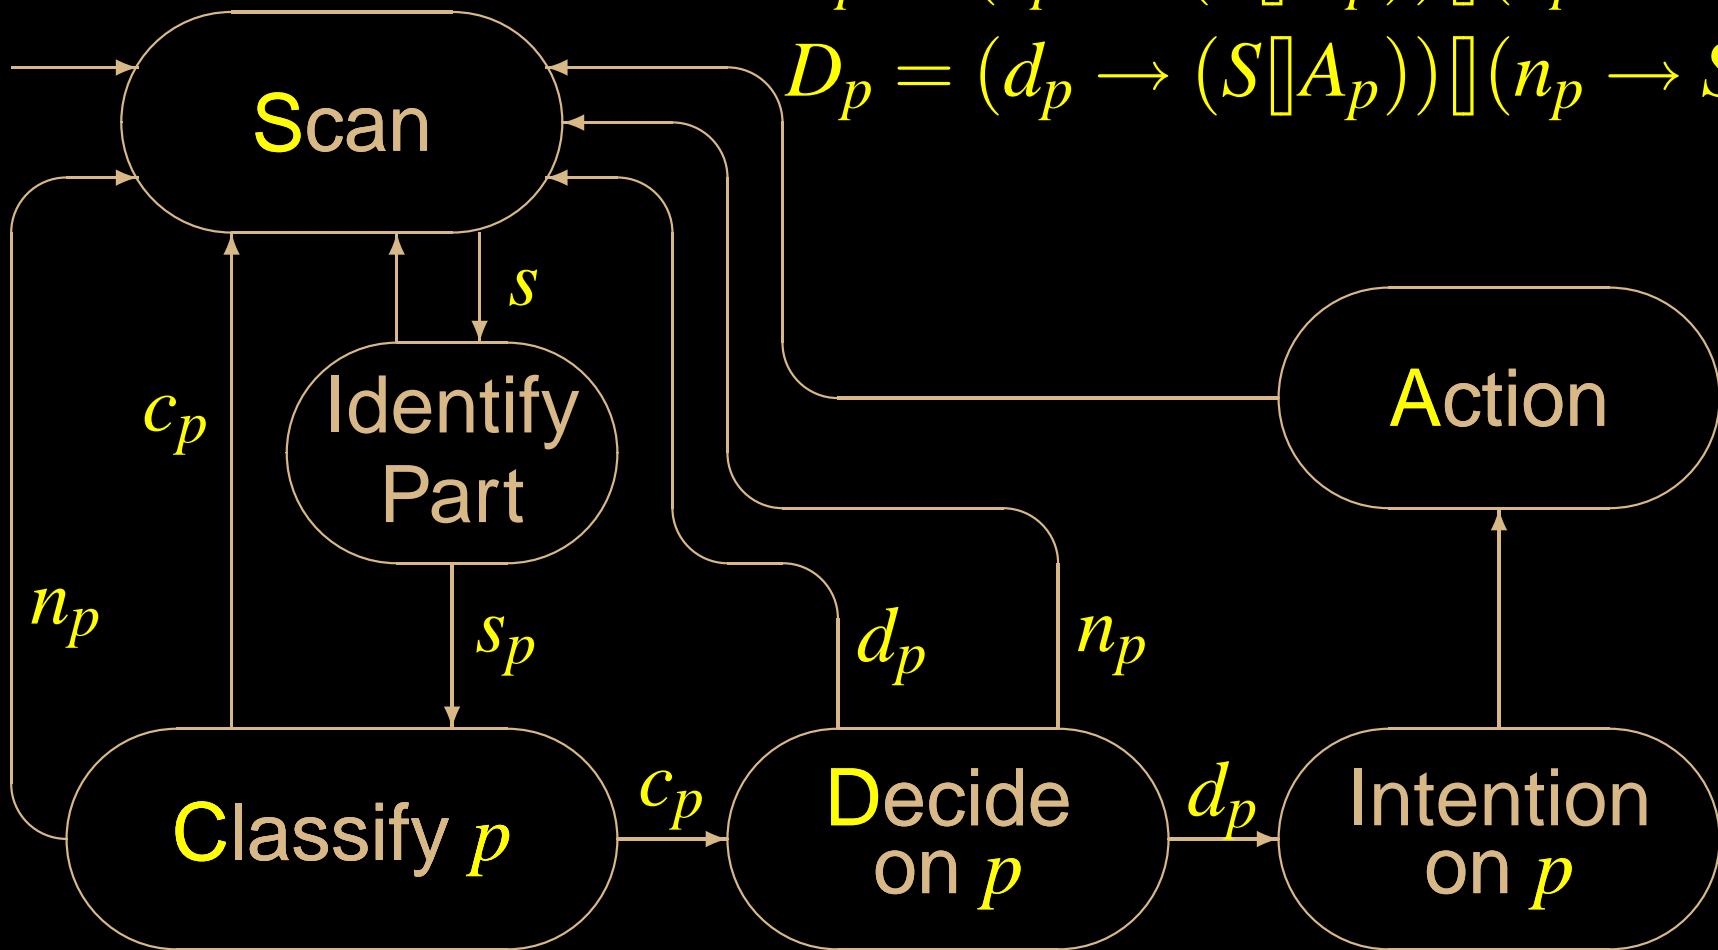 D_p = (d_p → (S▯A_p))▯(n_p → S
Scan
s
Identify
Part
c_p
Action
n_p
s_p
d_p
n_p
Classify p
c_p
Decide
on p
d_p
Intention
on p